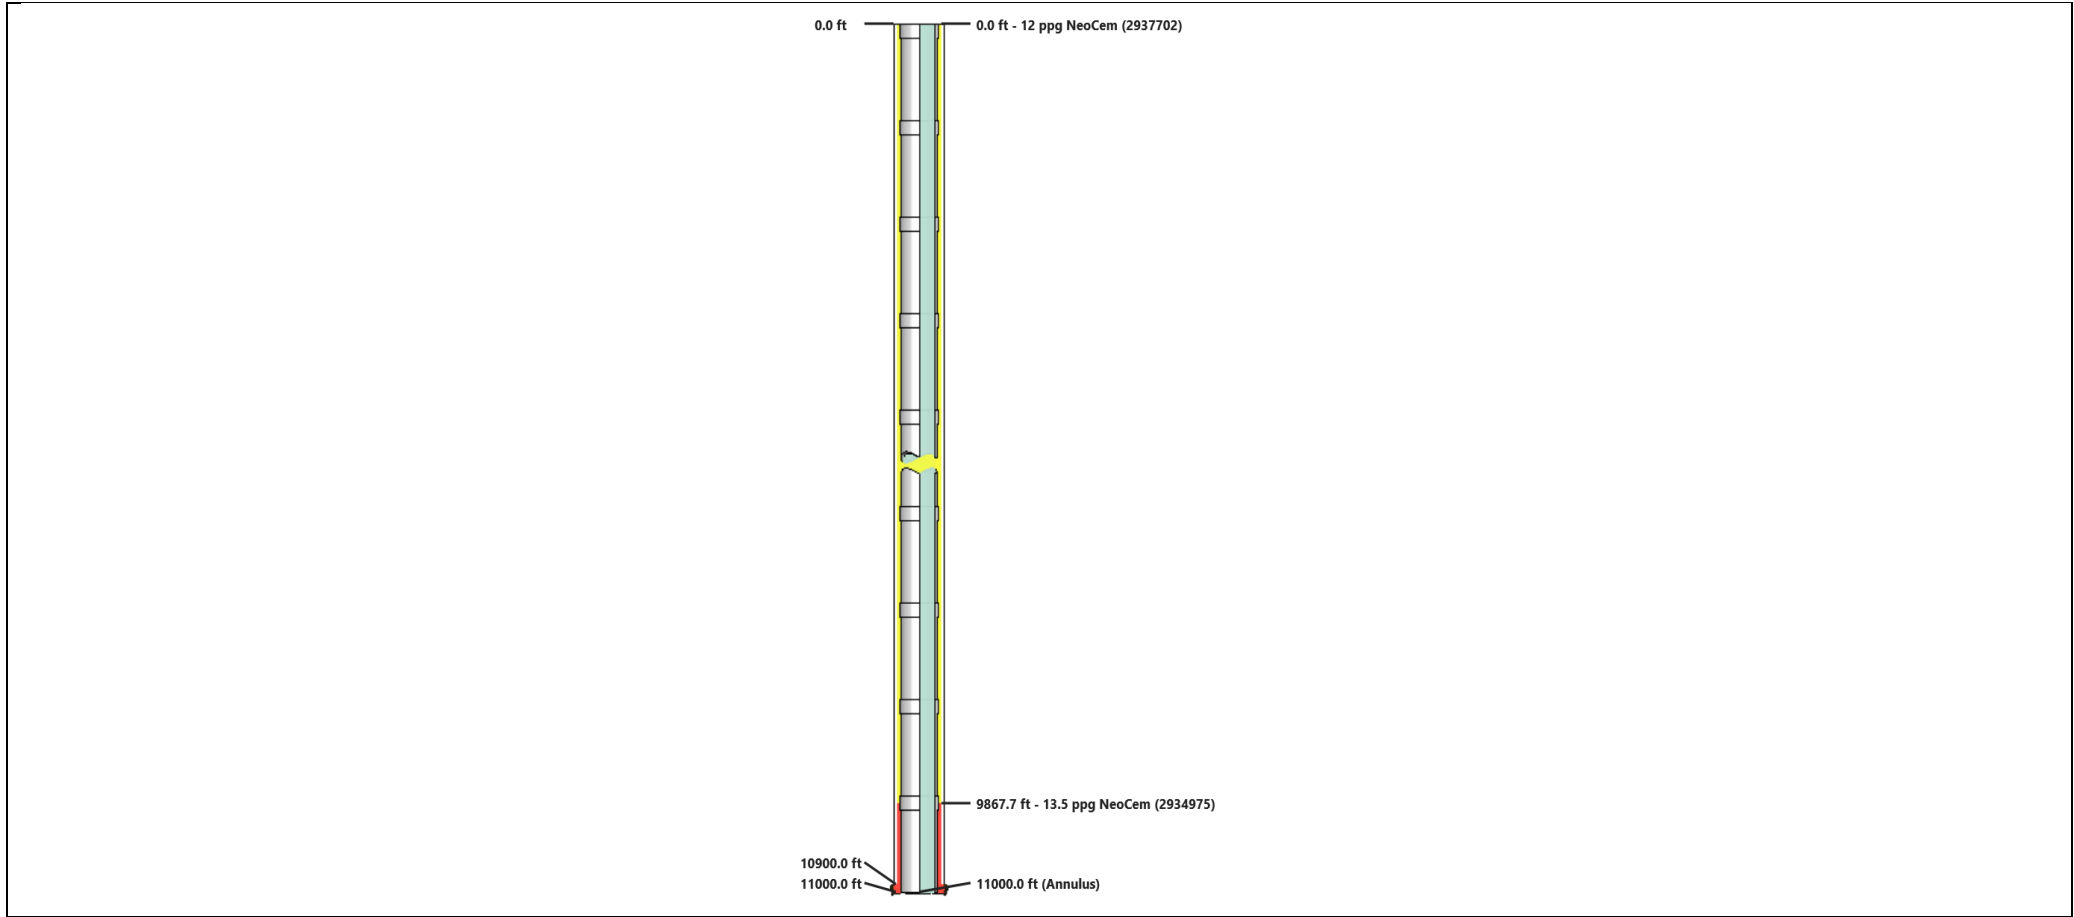 0.0 ft
0.0 ft - 12 ppg NeoCem (2937702)
9867.7 ft - 13.5 ppg NeoCem (2934975)
10900.0 ft
11000.0 ft
11000.0 ft (Annulus)